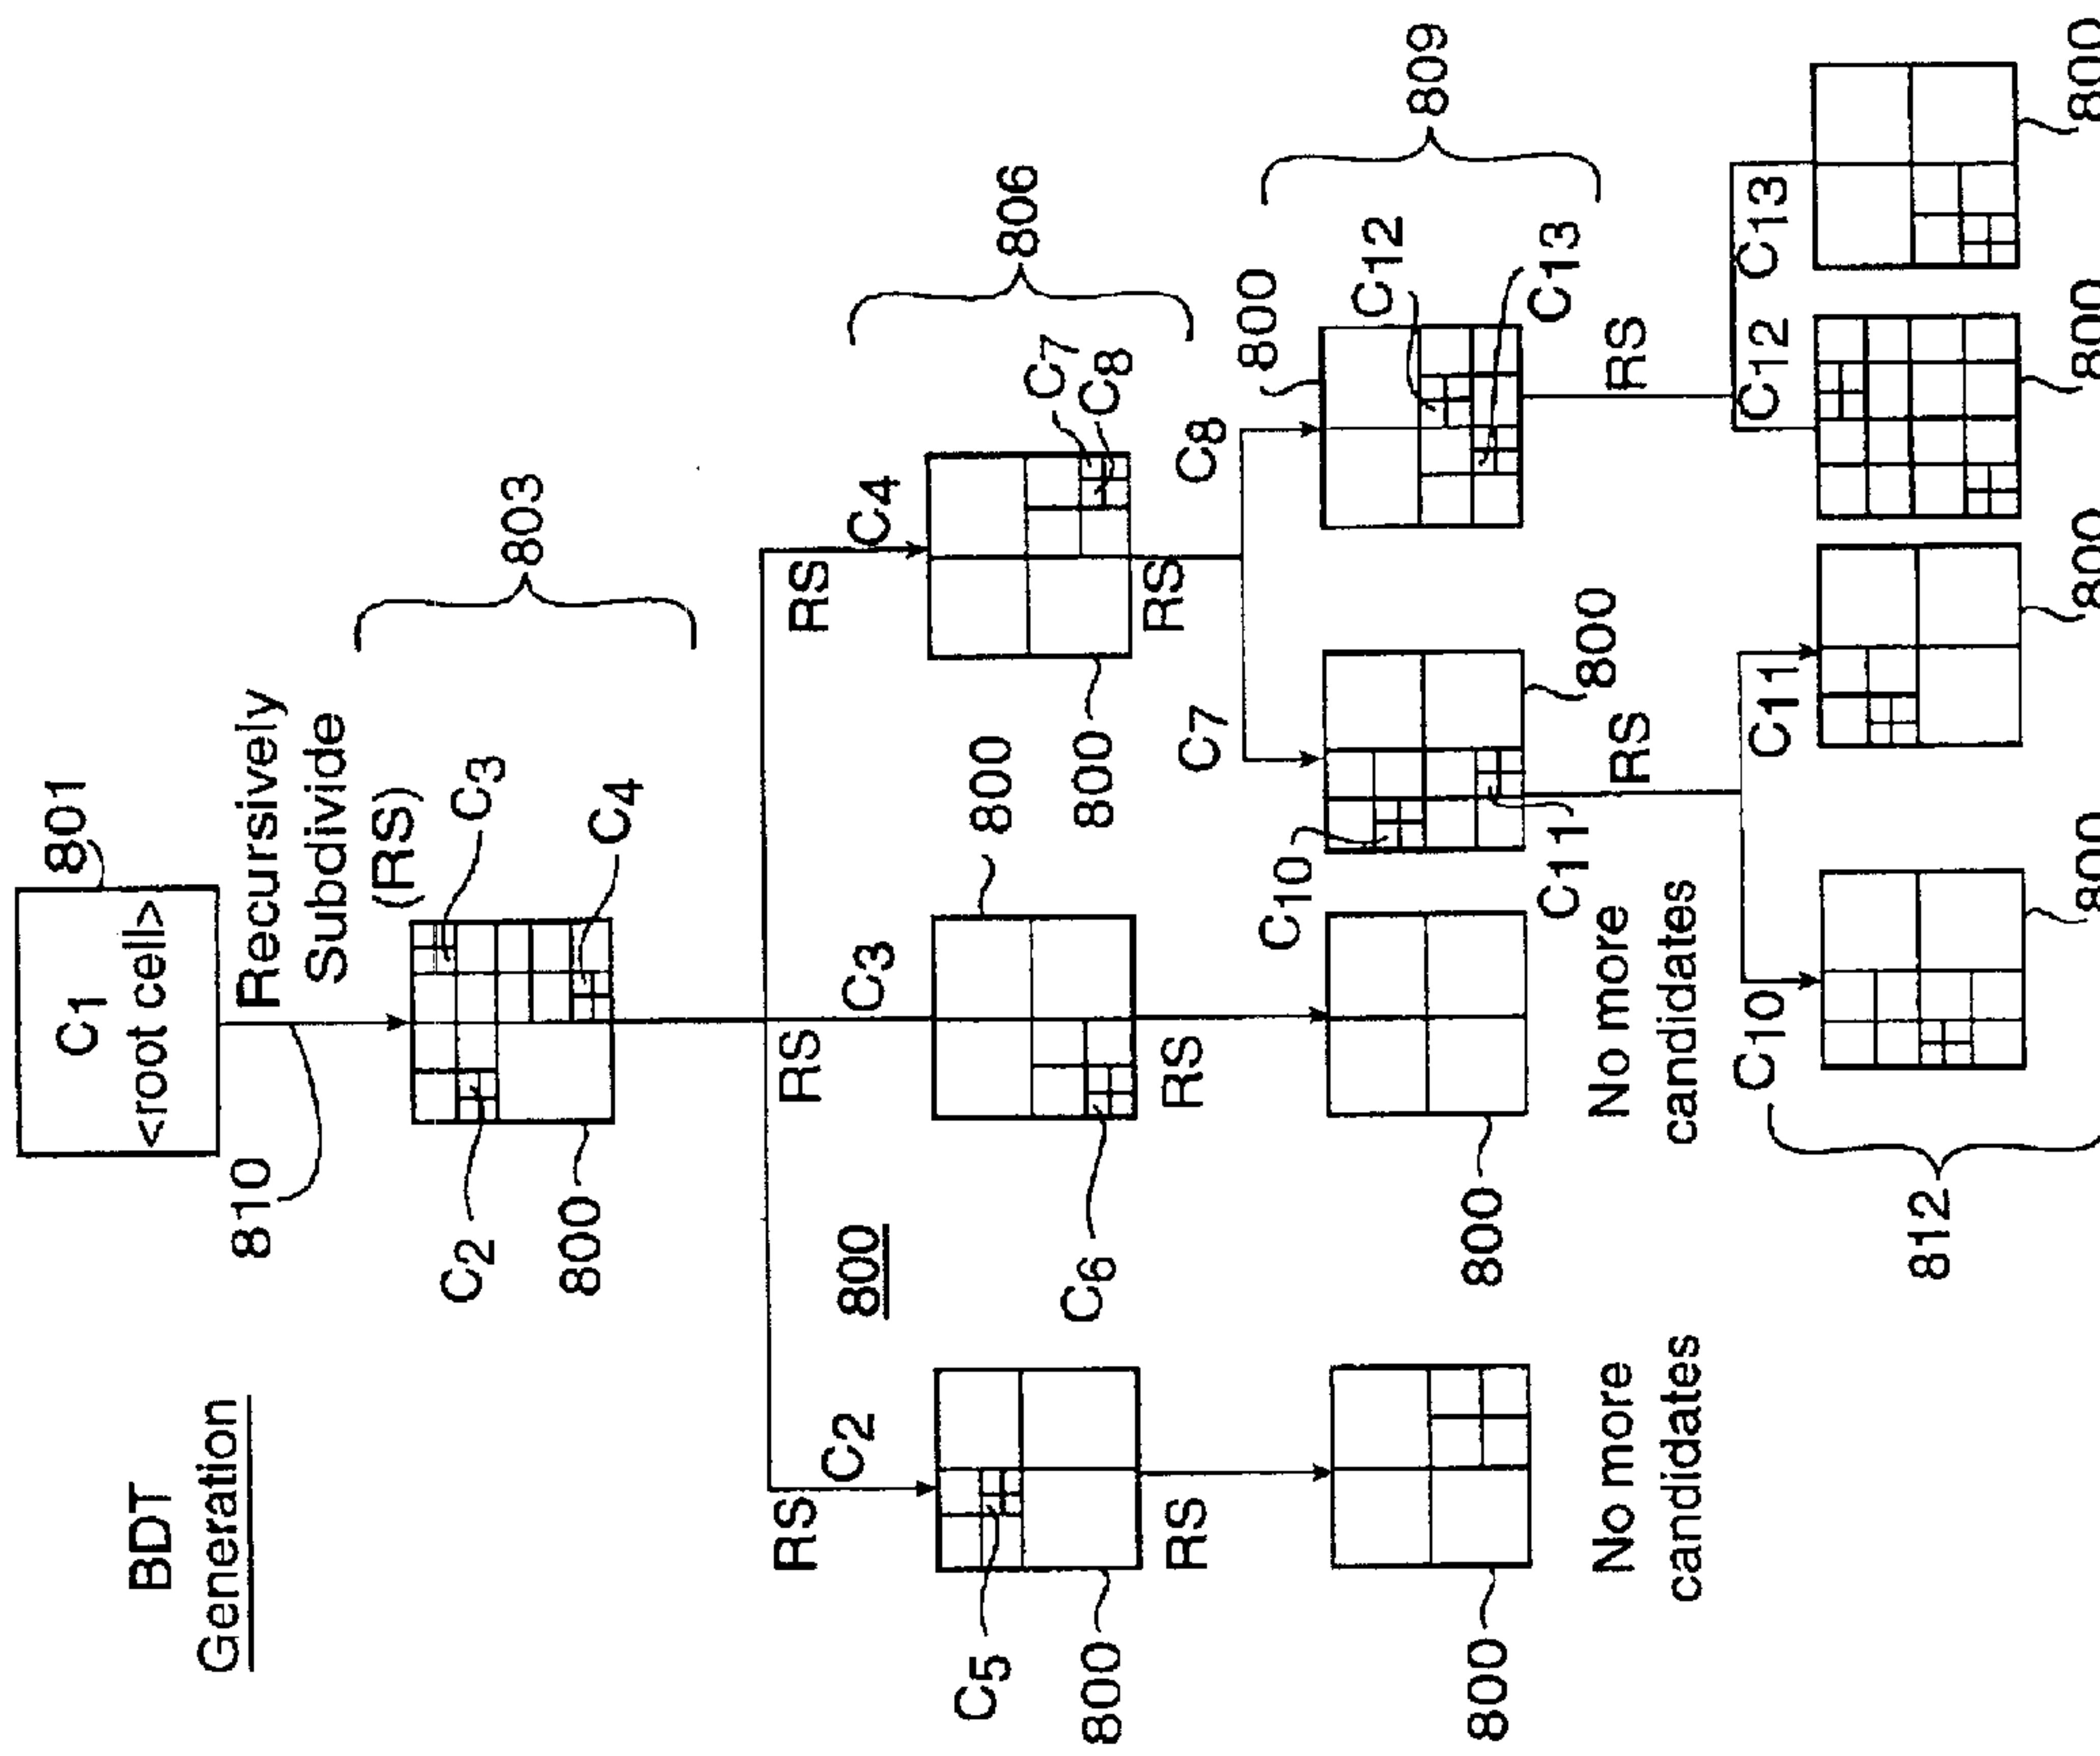 BDT
Generation
C1
<root cell>
801
810
Recursively
Subdivide
(RS)
C2
C3
C4
800
803
RS
C2
RS
C3
RS
C4
800
C5
800
C6
800
C7
C8
800
806
RS
RS
RS
C7
C8
800
800
C10
C11
800
800
C12
C13
809
No more
candidates
No more
candidates
RS
RS
C10
C11
C12
C13
812
800
800
800
800